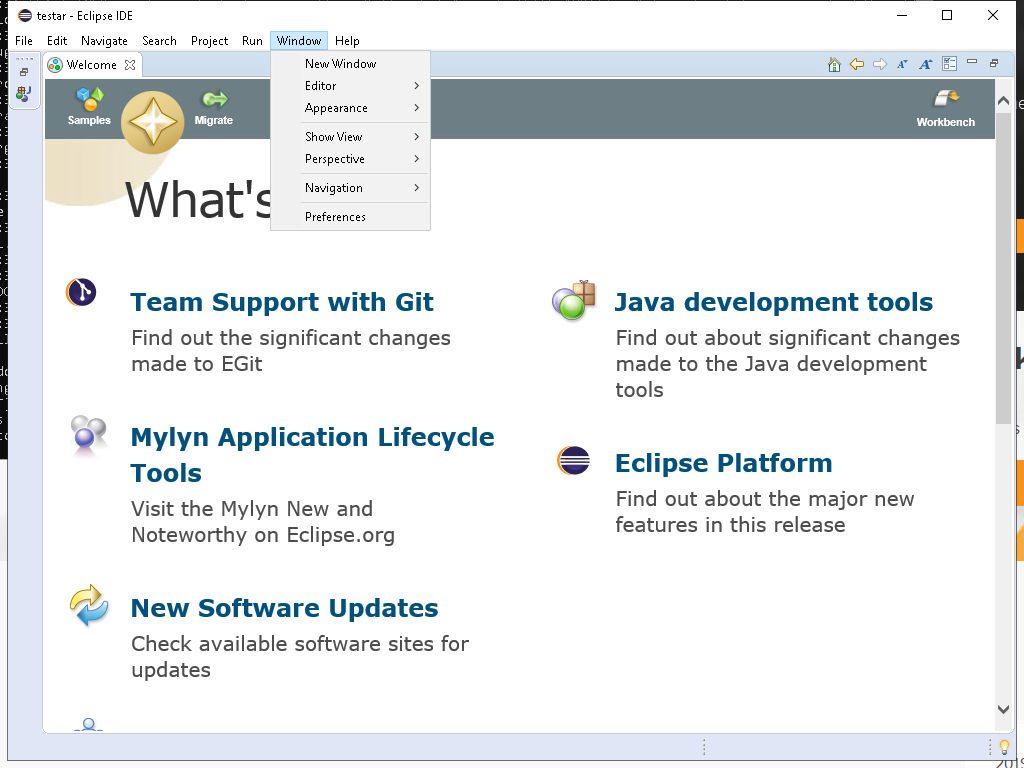 testar - Eclipse IDE
File Edit Navigate Search Project Run Window Help
Welcome
New Window
Editor
Appearance
Show View
Perspective
Navigation
Preferences
Samples
Migrate
Workbench
What's
Team Support with Git
Find out the significant changes
made to EGit
Java development tools
Find out about significant changes
made to the Java development
tools
Mylyn Application Lifecycle
Tools
Visit the Mylyn New and
Noteworthy on Eclipse.org
Eclipse Platform
Find out about the major new
features in this release
New Software Updates
Check available software sites for
updates